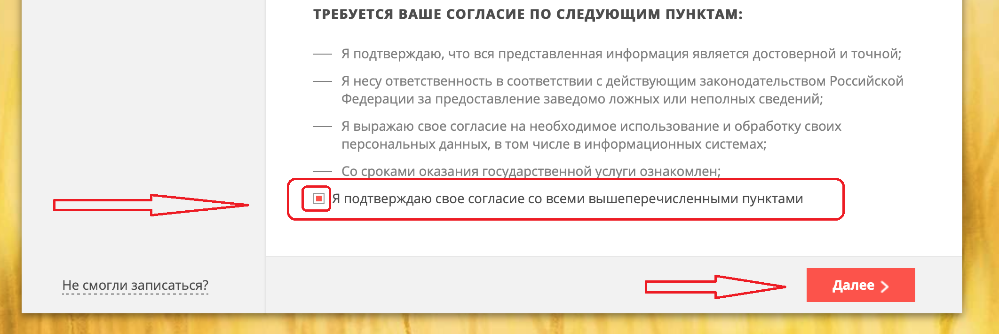 ТРЕБУЕТСЯ ВАШЕ СОГЛАСИЕ ПО СЛЕДУЮЩИМ ПУНКТАМ:
Я подтверждаю, что вся представленная информация является достоверной и точной;
Я несу ответственность в соответствии с действующим законодательством Российской
Федерации за предоставление заведомо ложных или неполных сведений;
Я выражаю свое согласие на необходимое использование и обработку своих
персональных данных, в том числе в информационных системах;
Со сроками оказания государственной услуги ознакомлен;
Я подтверждаю свое согласие со всеми вышеперечисленными пунктами
Не смогли записаться?
Далее